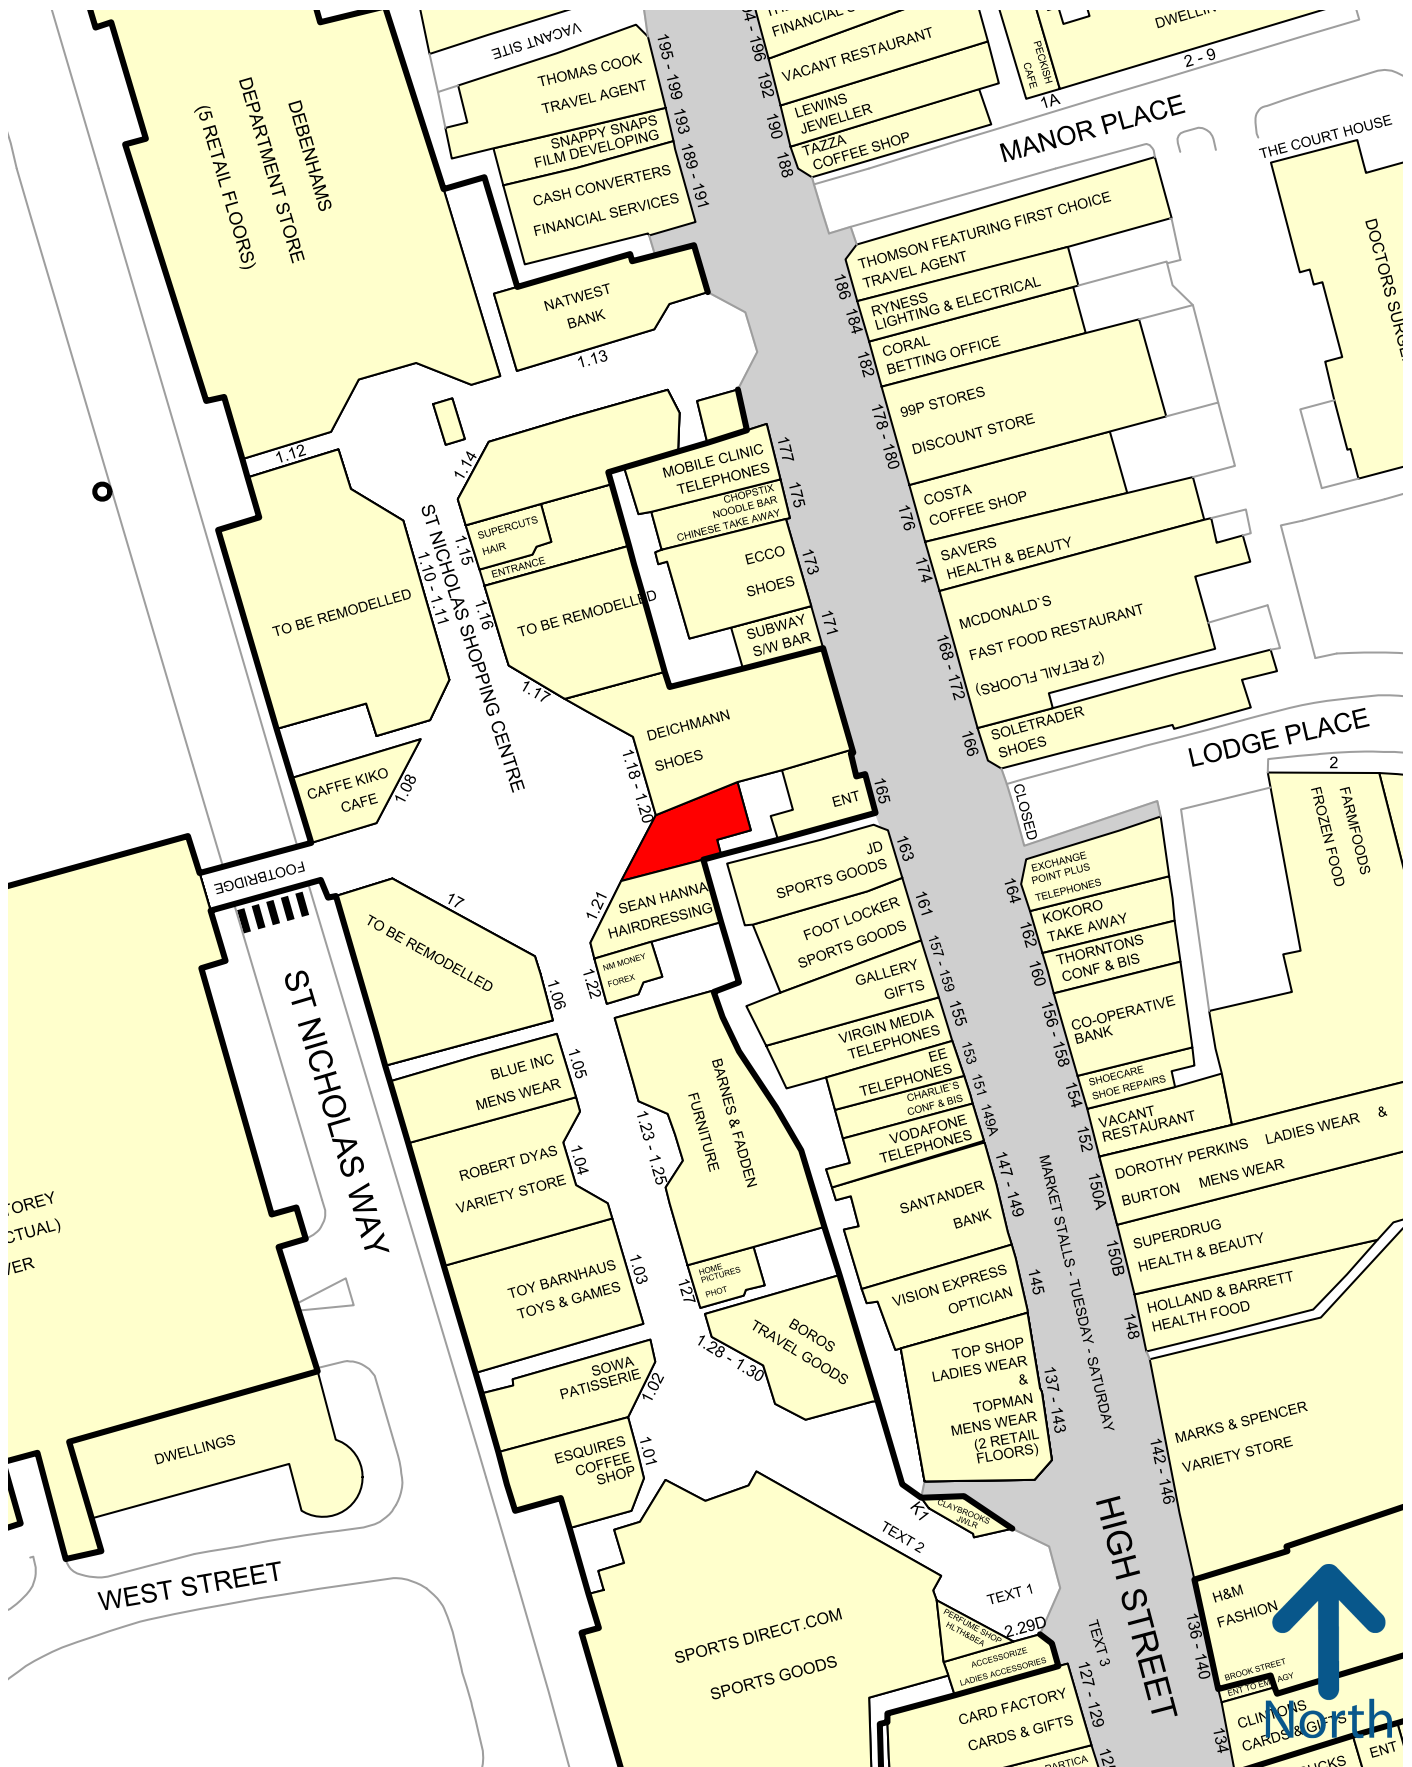 VACANT SITE
THOMAS COOK
TRAVEL AGENT
195 - 199
SNAPPY SNAPS
FILM DEVELOPING
193
CASH CONVERTERS
FINANCIAL SERVICES
189 - 191
DEBENHAMS
DEPARTMENT STORE
(5 RETAIL FLOORS)
NATWEST
BANK
1.13
196
VACANT RESTAURANT
192
LEWINS
JEWELLER
190
TAZZA
COFFEE SHOP
188
PECKISH
CAFE
1A
2 - 9
MANOR PLACE
THE COURT HOUSE
THOMSON FEATURING FIRST CHOICE
TRAVEL AGENT
186
RYNESS
LIGHTING & ELECTRICAL
184
CORAL
BETTING OFFICE
182
99P STORES
DISCOUNT STORE
178 - 180
COSTA
COFFEE SHOP
176
SAVERS
HEALTH & BEAUTY
174
MCDONALD`S
FAST FOOD RESTAURANT
(2 RETAIL FLOORS)
168 - 172
SOLETRADER
SHOES
166
LODGE PLACE
CLOSED
2
FARMFOODS
FROZEN FOOD
DOCTORS
1.12
1.14
MOBILE CLINIC
TELEPHONES
177
CHOPSTIX
NOODLE BAR
CHINESE TAKE AWAY
175
ECCO
SHOES
173
SUBWAY
S/W BAR
171
SUPERCUTS
HAIR
1.15
ENTRANCE
1.16
TO BE REMODELLED
TO BE REMODELLED
1.10 - 1.11
ST NICHOLAS SHOPPING CENTRE
1.17
DEICHMANN
SHOES
1.18 - 1.20
ENT
165
CAFFE KIKO
CAFE
1.08
FOOTBRIDGE
JD
SPORTS GOODS
163
SEAN HANNA
HAIRDRESSING
1.21
FOOT LOCKER
SPORTS GOODS
161
NM MONEY
FOREX
1.22
GALLERY
GIFTS
157 - 159
VIRGIN MEDIA
TELEPHONES
155
EE
TELEPHONES
153
CHARLIE`S
CONF & BIS
151
VODAFONE
TELEPHONES
149A
SANTANDER
BANK
147 - 149
VISION EXPRESS
OPTICIAN
145
TOP SHOP
LADIES WEAR
&
TOPMAN
MENS WEAR
(2 RETAIL
FLOORS)
137 - 143
MARKET STALLS - TUESDAY - SATURDAY
EXCHANGE
POINT PLUS
TELEPHONES
164
KOKORO
TAKE AWAY
162
THORNTONS
CONF & BIS
160
CO-OPERATIVE
BANK
156 - 158
SHOECARE
SHOE REPAIRS
154
VACANT
RESTAURANT
152
DOROTHY PERKINS LADIES WEAR &
BURTON MENS WEAR
150A
SUPERDRUG
HEALTH & BEAUTY
150B
HOLLAND & BARRETT
HEALTH FOOD
148
MARKS & SPENCER
VARIETY STORE
142 - 146
17
TO BE REMODELLED
1.06
ST NICHOLAS WAY
BLUE INC
MENS WEAR
1.05
ROBERT DYAS
VARIETY STORE
1.04
BARNES & FADDEN
FURNITURE
1.23 - 1.25
TOY BARNHAUS
TOYS & GAMES
1.03
HOME
PICTURES
PHOT
127
BOROS
TRAVEL GOODS
1.28 - 1.30
SOWA
PATISSERIE
1.02
ESQUIRES
COFFEE
SHOP
1.01
DWELLINGS
WEST STREET
K1
CLAYBROOKS
JWLR
TEXT 2
TEXT 1
TEXT 3
HIGH STREET
SPORTS DIRECT.COM
SPORTS GOODS
PERFUME SHOP
HLTH&BEA
2.29D
ACCESSORIZE
LADIES ACCESSORIES
CARD FACTORY
CARDS & GIFTS
127 - 129
H&M
FASHION
136 - 140
BROOK STREET
CLINTONS
CARDS & GIFTS
134
ENT
North